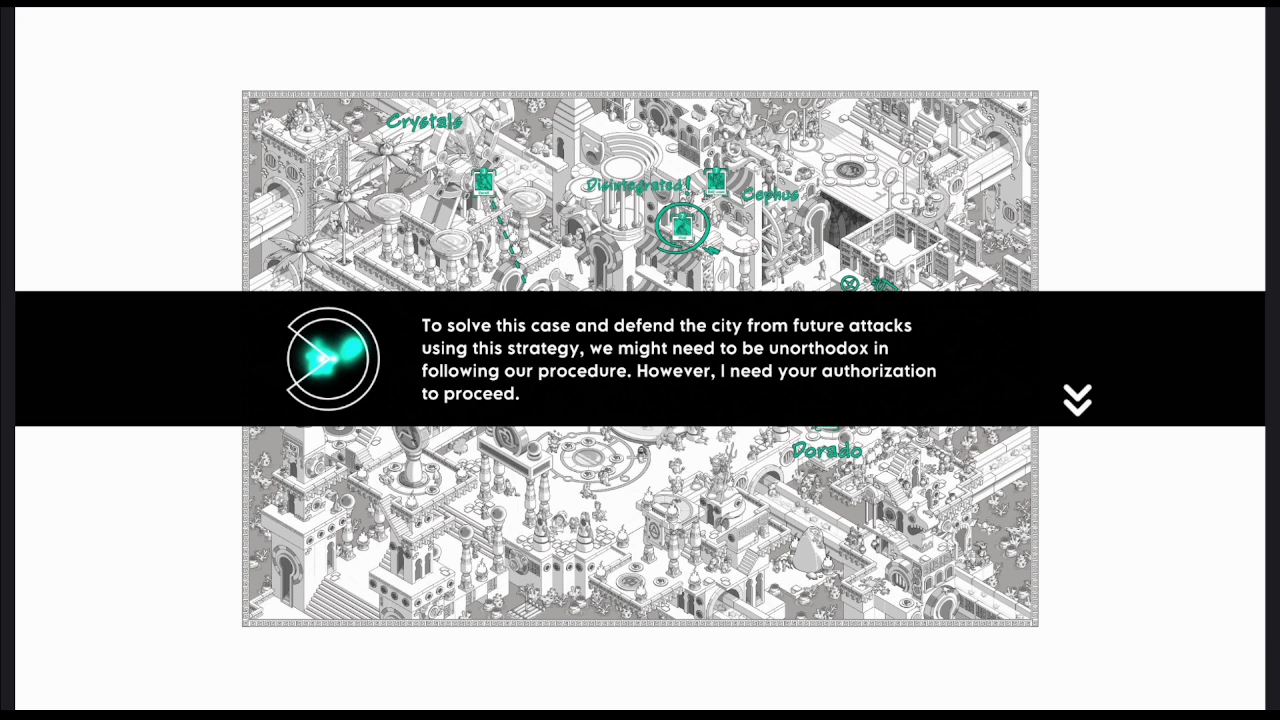 Crystals
Disintegrated!
Cephus
To solve this case and defend the city from future attacks
using this strategy, we might need to be unorthodox in
following our procedure. However, I need your authorization
to proceed.
Dorado